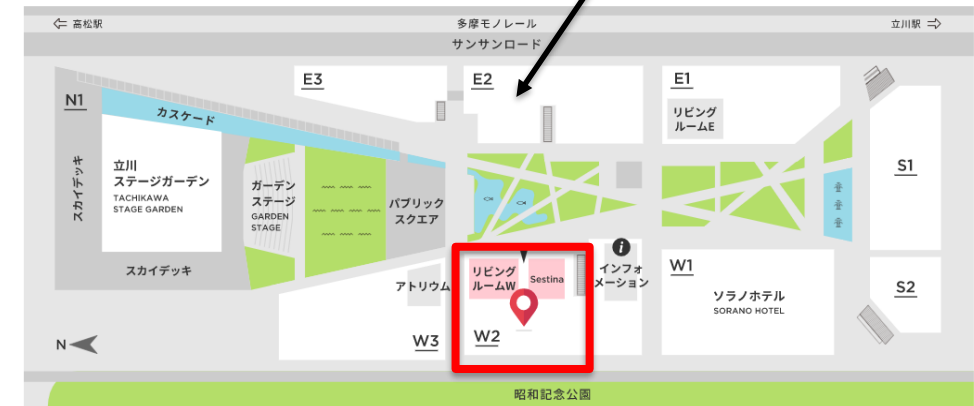 高松駅
多摩モノレール
立川駅
サンサンロード
E3
E2
E1
N1
カスケード
リビング
ルームE
スカイデッキ
立川
ステージガーデン
TACHIKAWA
STAGE GARDEN
ガーデン
ステージ
GARDEN
STAGE
パブリック
スクエア
S1
スカイデッキ
アトリウム
リビング
ルームW
Sestina
i
インフォ
メーション
W1
ソラノホテル
SORANO HOTEL
S2
N
W3
W2
昭和記念公園